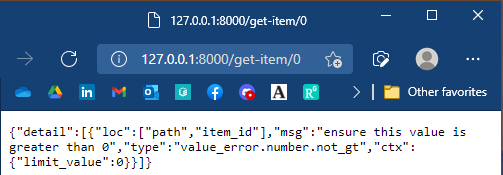 127.0.0.1:8000/get-item/0
127.0.0.1:8000/get-item/0
in
M
G
A
R G
Other favorites
{"detail":[{"loc":["path","item_id"],"msg":"ensure this value is
greater than 0","type":"value_error.number.not_gt","ctx":
{"limit_value":0}}]}